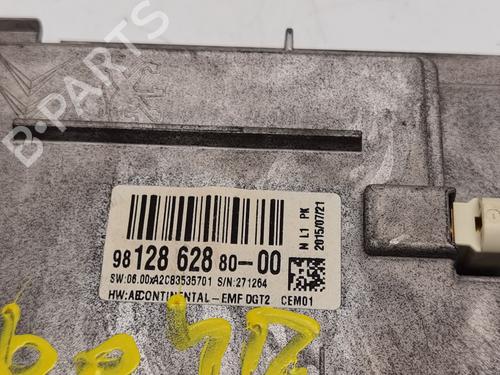 B-PARTS
N L1 PK
2015/07/21
98 128 628 80-00
SW:06.00xA2C83535701 S/N:271264
HW:AECONTINENTAL-EMF DGT2 CEM01